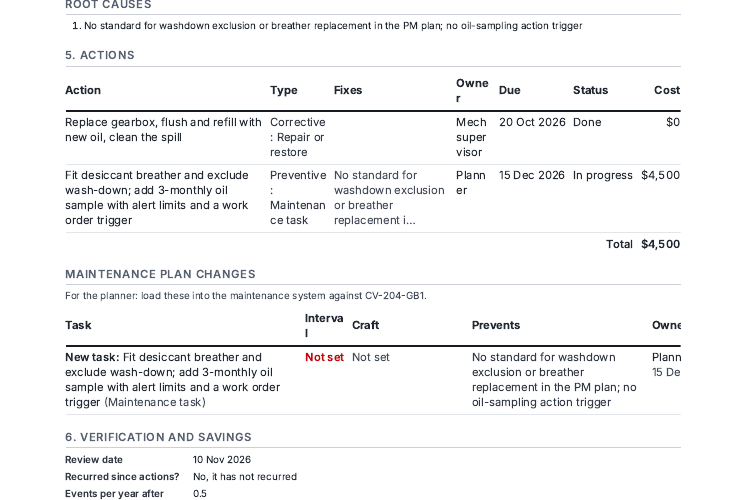 ROOT CAUSES
1. No standard for washdown exclusion or breather replacement in the PM plan; no oil-sampling action trigger
5. ACTIONS
Action Type Fixes Owne
r Due Status Cost
Replace gearbox, flush and refill with
new oil, clean the spill
Corrective
: Repair or
restore
Mech
super
visor
20 Oct 2026 Done $0
Fit desiccant breather and exclude
wash-down; add 3-monthly oil
sample with alert limits and a work
order trigger
Preventive
:
Maintenan
ce task
No standard for
washdown exclusion
or breather
replacement i...
Plann
er
15 Dec 2026 In progress $4,500
Total $4,500
MAINTENANCE PLAN CHANGES
For the planner: load these into the maintenance system against CV-204-GB1.
Task Interva
l Craft Prevents Owne
New task: Fit desiccant breather and
exclude wash-down; add 3-monthly oil
sample with alert limits and a work order
trigger (Maintenance task)
Not set Not set
No standard for washdown
exclusion or breather
replacement in the PM plan; no
oil-sampling action trigger
Plann
15 De
6. VERIFICATION AND SAVINGS
Review date 10 Nov 2026
Recurred since actions? No, it has not recurred
Events per year after 0.5